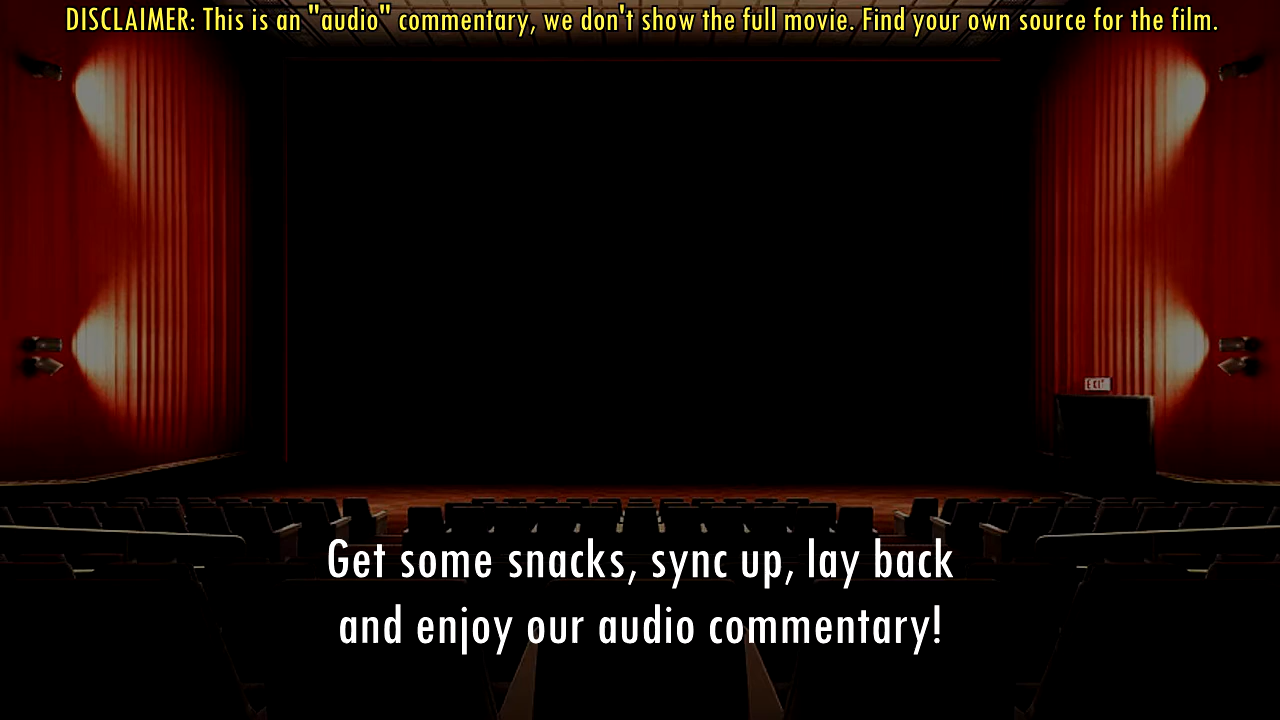 DISCLAIMER: This is an "audio" commentary, we don't show the full movie. Find your own source for the film.
EXIT
Get some snacks, sync up, lay back
and enjoy our audio commentary!